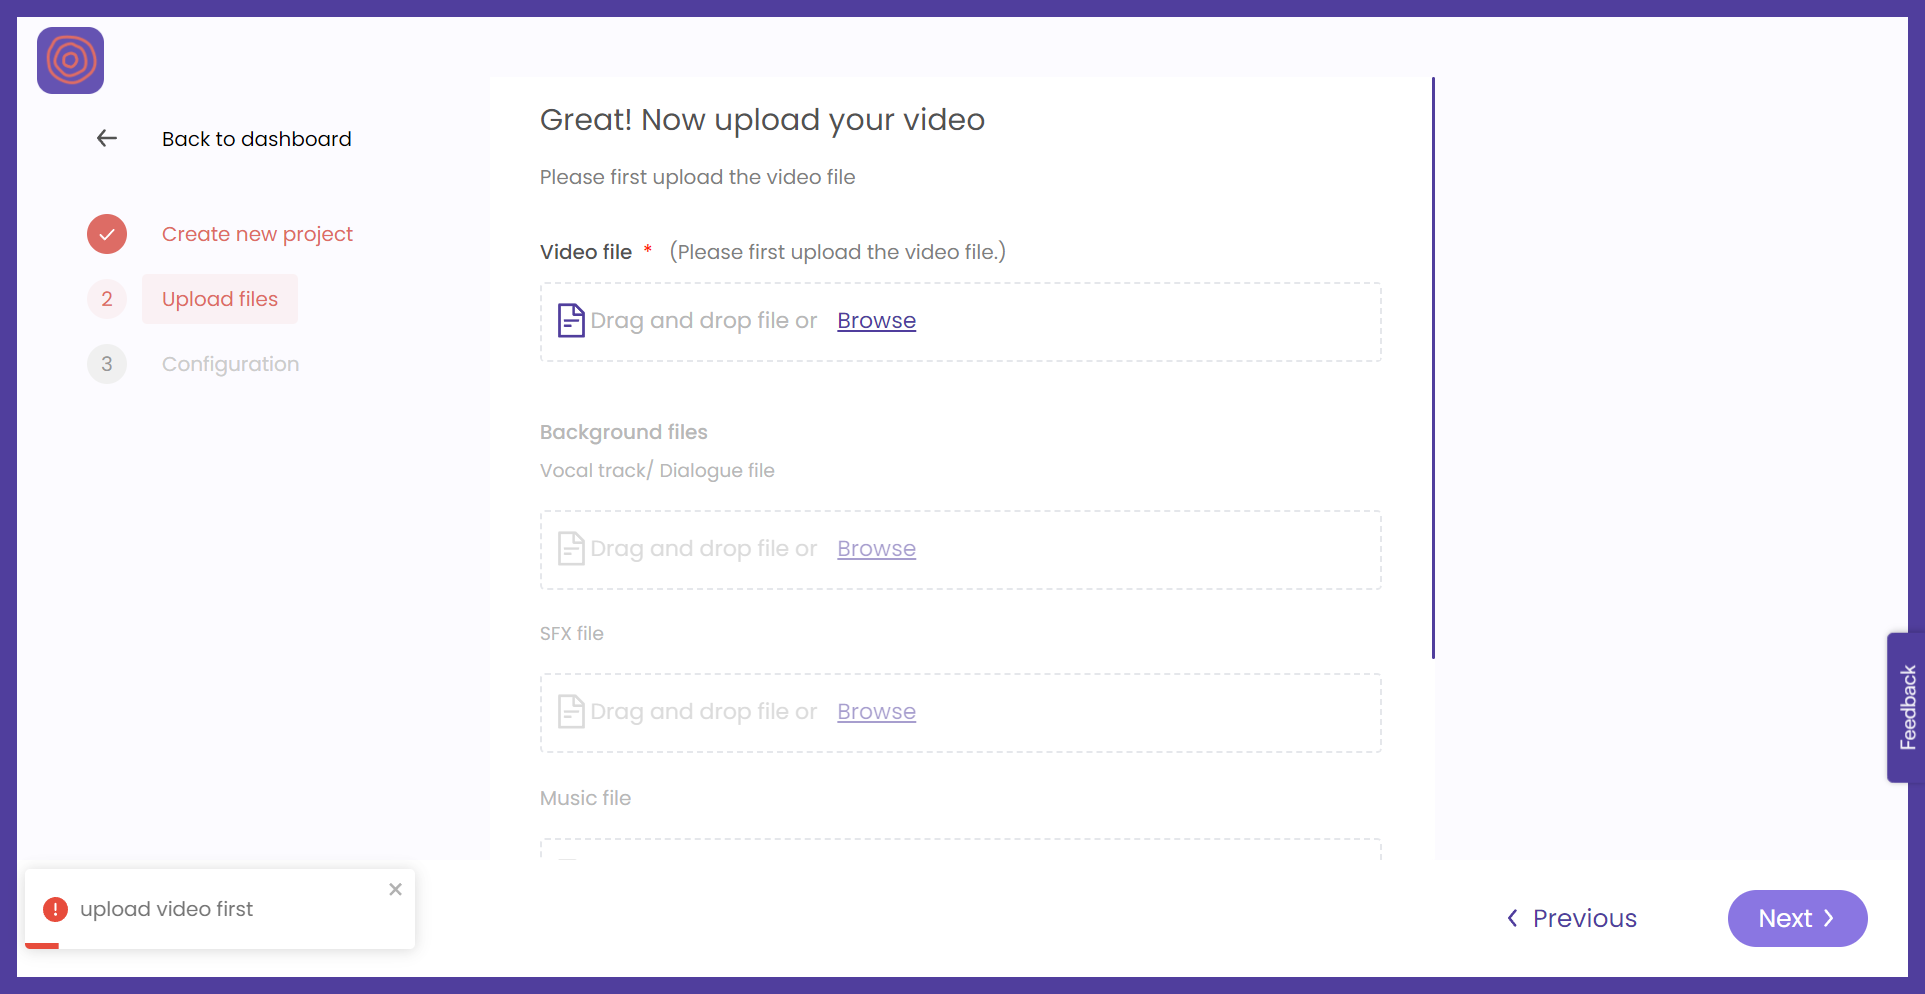 Back to dashboard
Create new project
2 Upload files
3 Configuration
Great! Now upload your video
Please first upload the video file
Video file * (Please first upload the video file.)
Drag and drop file or Browse
Background files
Vocal track/ Dialogue file
Drag and drop file or Browse
SFX file
Drag and drop file or Browse
Music file
Feedback
upload video first
Previous
Next